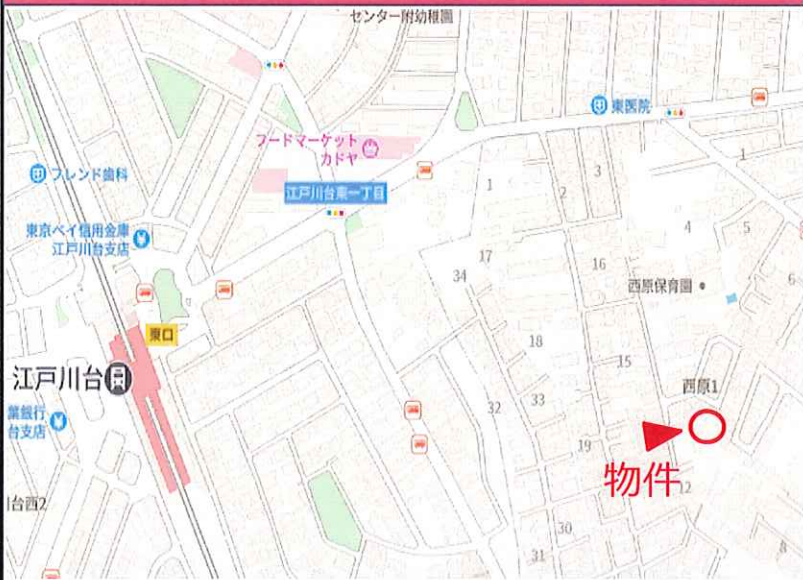 センター附幼稚園
東医院
フードマーケット
カドヤ
フレンド歯科
江戸川台東一丁目
東京ベイ信用金庫
江戸川台支店
東口
江戸川台
葉銀行
台支店
台西2
西原保育園
西原1
物件
1
2
3
1
4
5
6
17
34
16
18
15
32
33
19
12
30
31
8